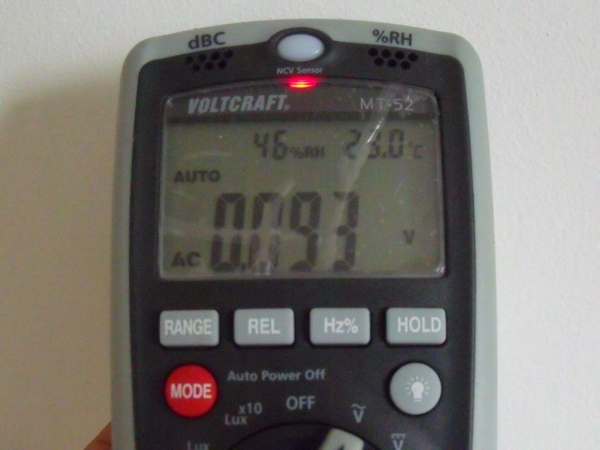 dBC %RH
NCV Sensor
VOLTCRAFT® MT-52
46%RH 23.0°C
AUTO
AC 0.093 V
RANGE REL Hz% HOLD
MODE Auto Power Off
x10
Lux OFF
Lux V V